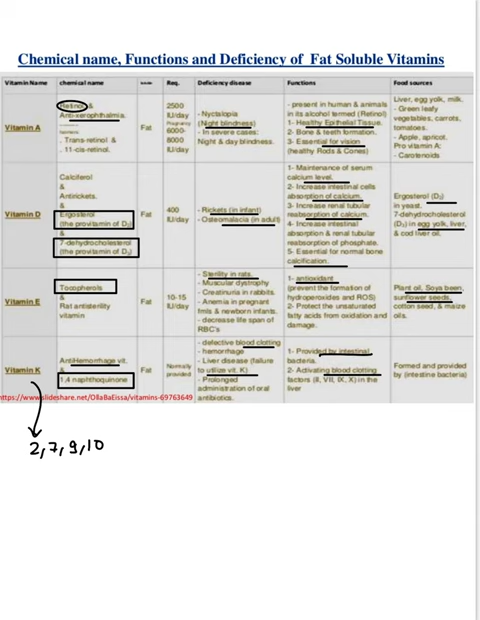 Chemical name, Functions and Deficiency of Fat Soluble Vitamins
Vitamin Name chemical name Req. Deficiency disease Functions Food sources
Vitamin A
Retinol &
Anti-xerophthalmia.
. Trans-retinol &
. 11-cis-retinol.
Fat
2500
IU/day
Pregnancy
6000-
8000
IU/day
- Nyctalopia
(Night blindness)
- In severe cases:
Night & day blindness.
- present in human & animals
in its alcohol termed (Retinol)
1- Healthy Epithelial Tissue.
2- Bone & teeth formation.
3- Essential for vision
(healthy Rods & Cones)
Liver, egg yolk, milk.
- Green leafy
vegetables, carrots,
tomatoes.
- Apple, apricot.
Pro vitamin A:
- Carotenoids
Vitamin D
Calciferol
&
Antirickets.
Ergosterol
(the provitamin of D₂)
&
7-dehydrocholesterol
(the provitamin of D₃)
Fat
400
IU/day
- Rickets (in infant)
- Osteomalacia (in adult)
1- Maintenance of serum
calcium level.
2- Increase intestinal cells
absorption of calcium.
3- Increase renal tubular
reabsorption of calcium.
4- Increase intestinal
absorption & renal tubular
reabsorption of phosphate.
5- Essential for normal bone
calcification.
Ergosterol (D₂)
in yeast.
7-dehydrocholesterol
(D₃) in egg yolk, liver,
& cod liver oil.
Vitamin E
Tocopherols
&
Rat antisterility
vitamin
Fat
10-15
IU/day
- Sterility in rats.
- Muscular dystrophy
- Creatinuria in rabbits.
- Anemia in pregnant
fmls & newborn infants.
- decrease life span of
RBC's
1- antioxidant
(prevent the formation of
hydroperoxides and ROS)
2- Protect the unsaturated
fatty acids from oxidation and
damage.
Plant oil, Soya bean,
sunflower seeds,
cotton seed, & maize
oils.
Vitamin K
AntiHemorrhage vit.
&
1,4 naphthoquinone
Fat
Normally
provided
- defective blood clotting
- hemorrhage
- Liver disease (failure
to utilize vit. K)
- Prolonged
administration of oral
antibiotics.
1- Provided by intestinal
bacteria.
2- Activating blood clotting
factors (II, VII, IX, X) in the
liver
Formed and provided
by (intestine bacteria)
https://www.slideshare.net/OllaBaEissa/vitamins-69763649
2,7,9,10